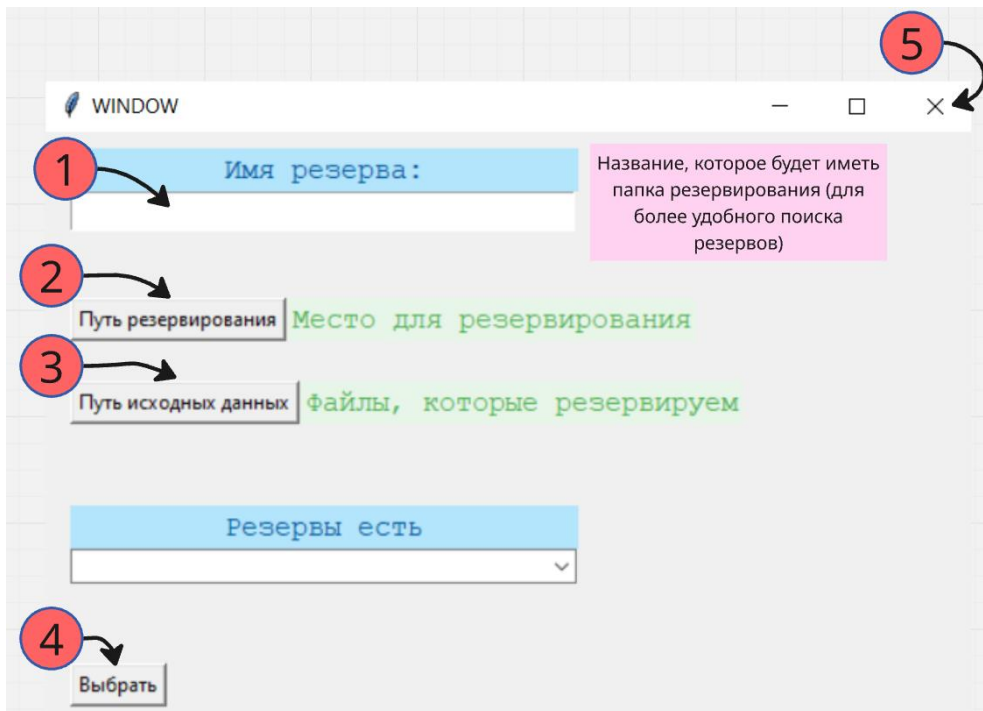 5
WINDOW
1
Имя резерва:
Название, которое будет иметь
папка резервирования (для
более удобного поиска
резервов)
2
Путь резервирования Место для резервирования
3
Путь исходных данных Файлы, которые резервируем
Резервы есть
4
Выбрать